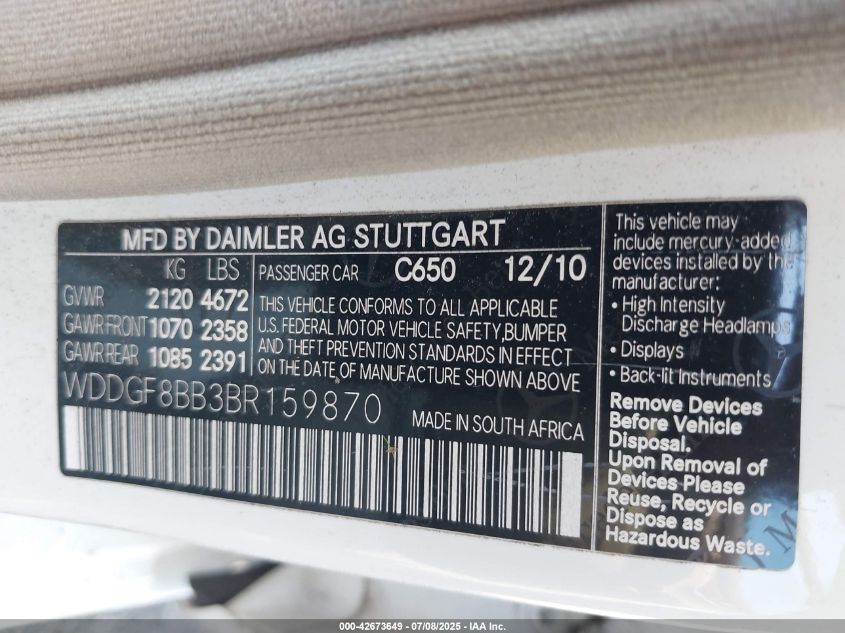 MFD BY DAIMLER AG STUTTGART
KG LBS
GVWR 2120 4672
GAWR FRONT 1070 2358
GAWR REAR 1085 2391
PASSENGER CAR C650 12/10
THIS VEHICLE CONFORMS TO ALL APPLICABLE
U.S. FEDERAL MOTOR VEHICLE SAFETY,BUMPER
AND THEFT PREVENTION STANDARDS IN EFFECT
ON THE DATE OF MANUFACTURE SHOWN ABOVE.
WDDGF8BB3BR159870
MADE IN SOUTH AFRICA
This vehicle may
include mercury-added
devices installed by the
manufacturer:
• High Intensity
Discharge Headlamps
• Displays
• Back-lit Instruments
Remove Devices
Before Vehicle
Disposal.
Upon Removal of
Devices Please
Reuse, Recycle or
Dispose as
Hazardous Waste.
000-42673649 | 07/08/2025 - IAA Inc.